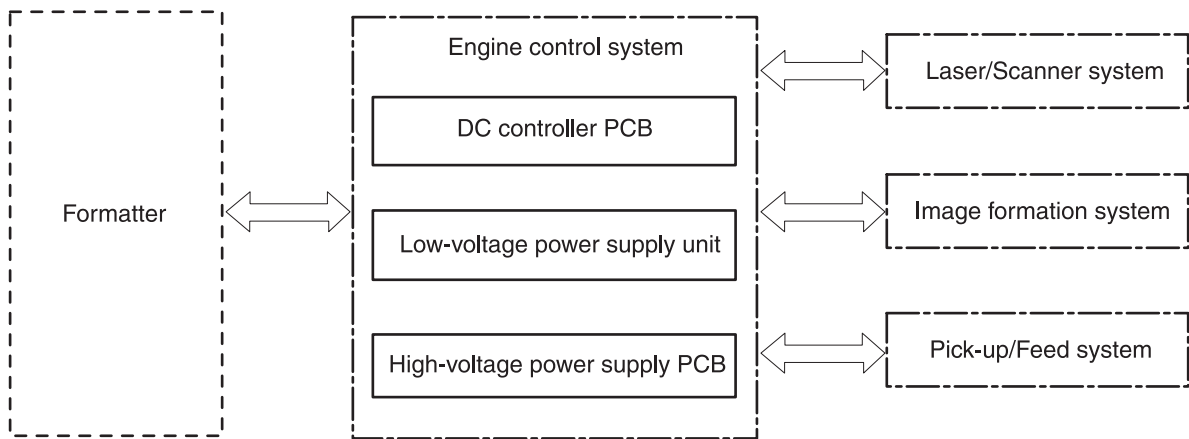 Formatter
Engine control system
DC controller PCB
Low-voltage power supply unit
High-voltage power supply PCB
Laser/Scanner system
Image formation system
Pick-up/Feed system